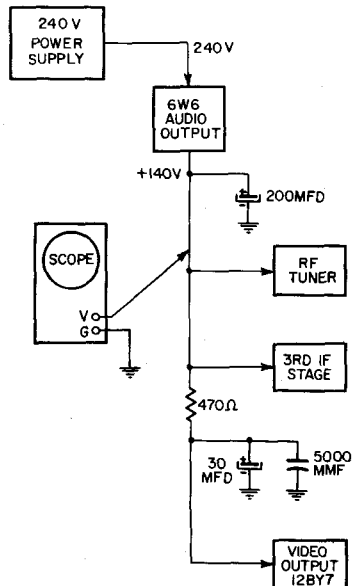 240 V
POWER
SUPPLY
240 V
6W6
AUDIO
OUTPUT
+140V
+
200MFD
SCOPE
V
G
RF
TUNER
3RD IF
STAGE
470Ω
+
30
MFD
5000
MMF
VIDEO
OUTPUT
12BY7